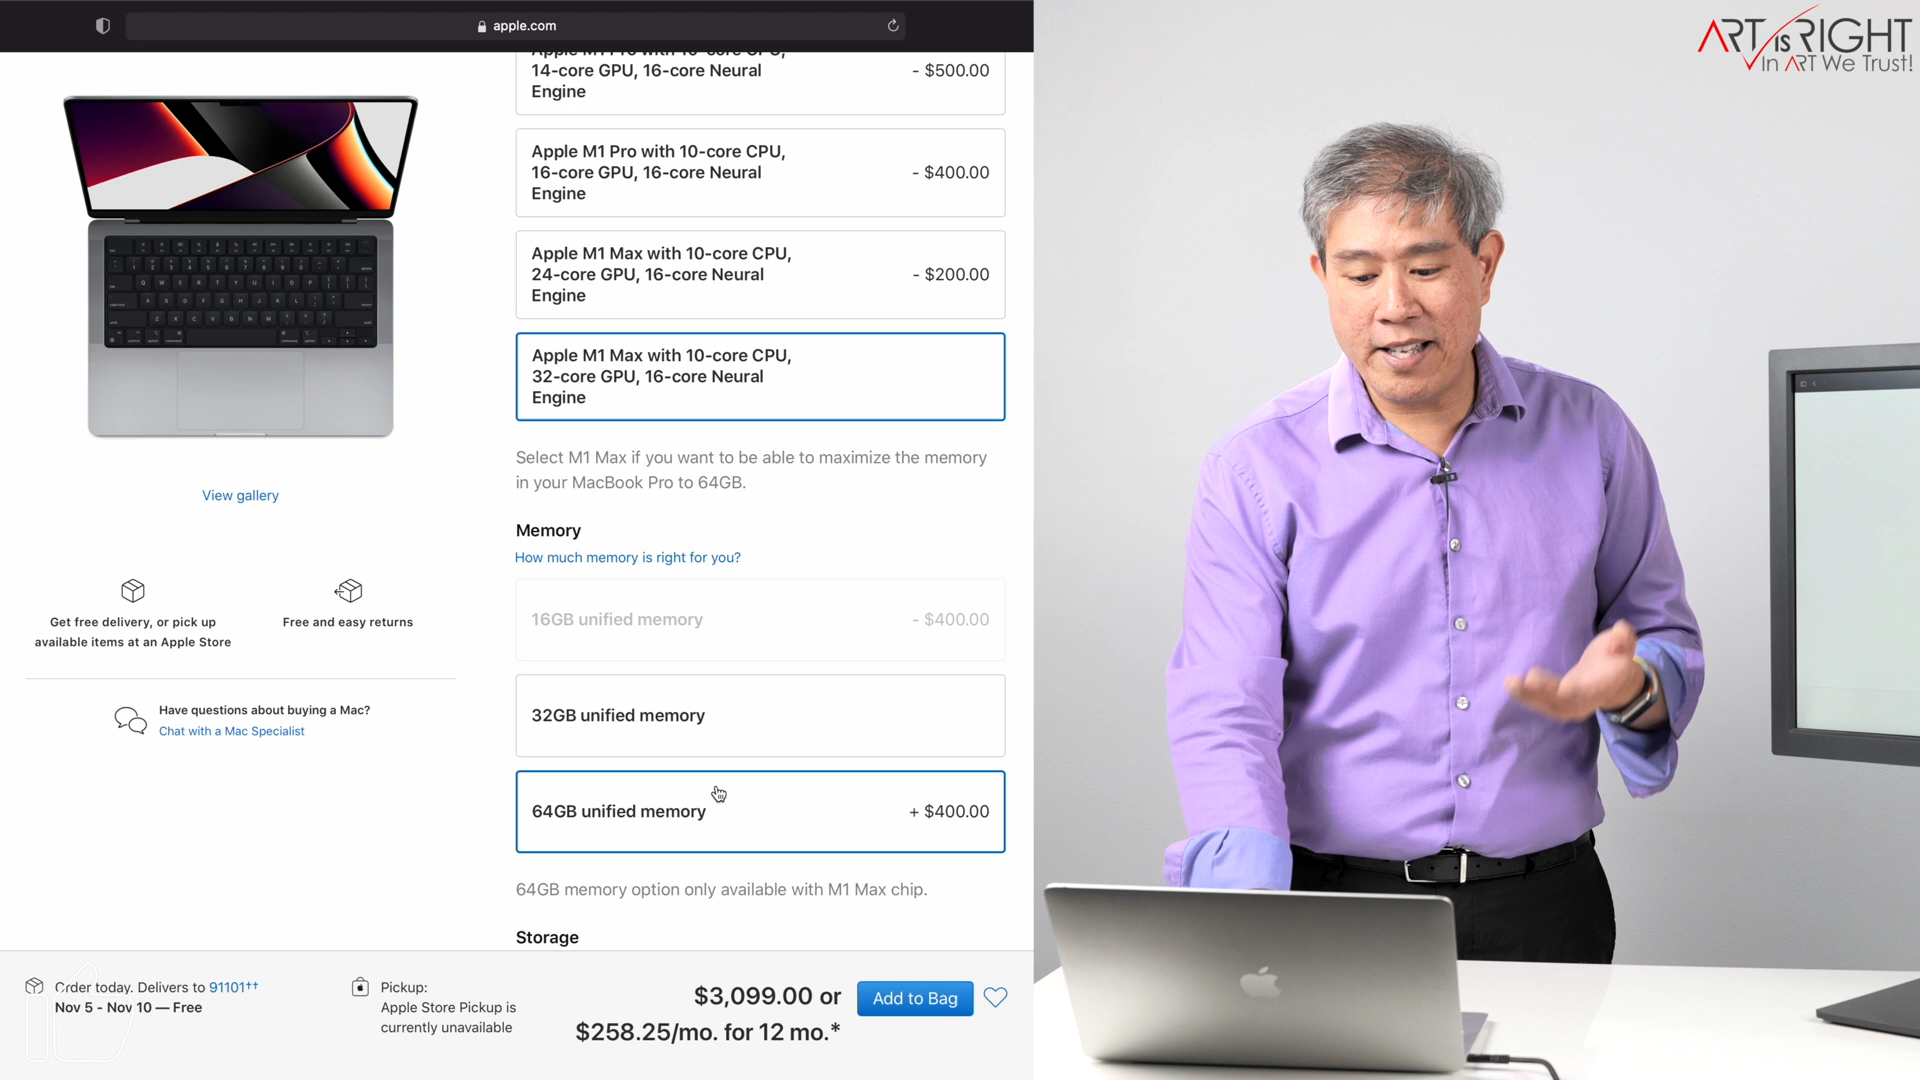 apple.com
Apple M1 Pro with 10-core CPU,
14-core GPU, 16-core Neural
Engine
- $500.00
Apple M1 Pro with 10-core CPU,
16-core GPU, 16-core Neural
Engine
- $400.00
Apple M1 Max with 10-core CPU,
24-core GPU, 16-core Neural
Engine
- $200.00
Apple M1 Max with 10-core CPU,
32-core GPU, 16-core Neural
Engine
Select M1 Max if you want to be able to maximize the memory
in your MacBook Pro to 64GB.
View gallery
Memory
How much memory is right for you?
16GB unified memory - $400.00
32GB unified memory
64GB unified memory + $400.00
64GB memory option only available with M1 Max chip.
Storage
Get free delivery, or pick up
available items at an Apple Store
Free and easy returns
Have questions about buying a Mac?
Chat with a Mac Specialist
Order today. Delivers to 91101††
Nov 5 - Nov 10 — Free
Pickup:
Apple Store Pickup is
currently unavailable
$3,099.00 or
$258.25/mo. for 12 mo.*
Add to Bag
ART IS RIGHT
In ART We Trust!